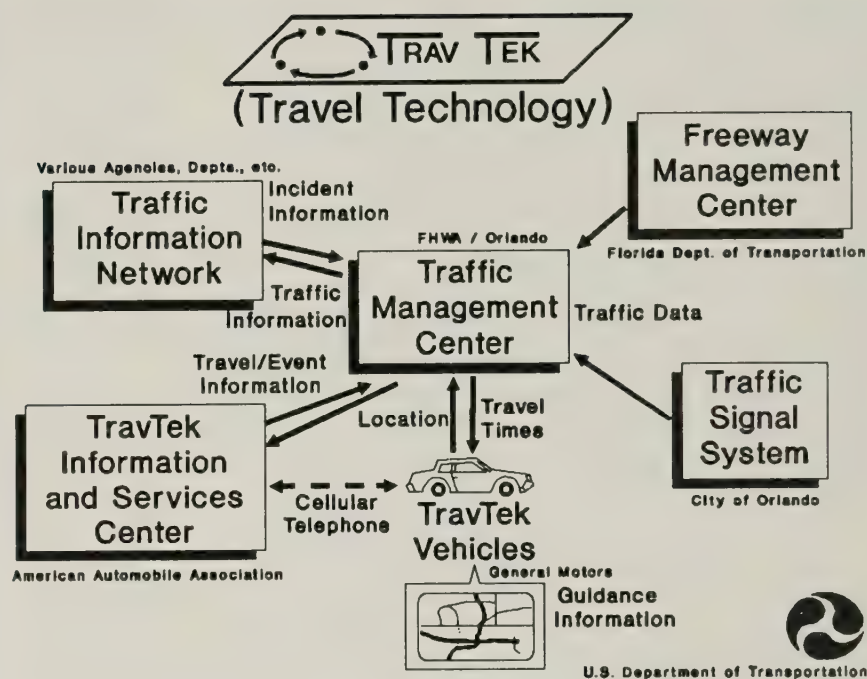 TRAV TEK
(Travel Technology)
Various Agencies, Depts., etc.
Traffic
Information
Network
Incident
Information
Traffic
Information
Freeway
Management
Center
Florida Dept. of Transportation
FHWA / Orlando
Traffic
Management
Center
Traffic Data
Travel/Event
Information
Location
Travel
Times
Traffic
Signal
System
City of Orlando
TravTek
Information
and Services
Center
American Automobile Association
Cellular
Telephone
TravTek
Vehicles
General Motors
Guidance
Information
U.S. Department of Transportation